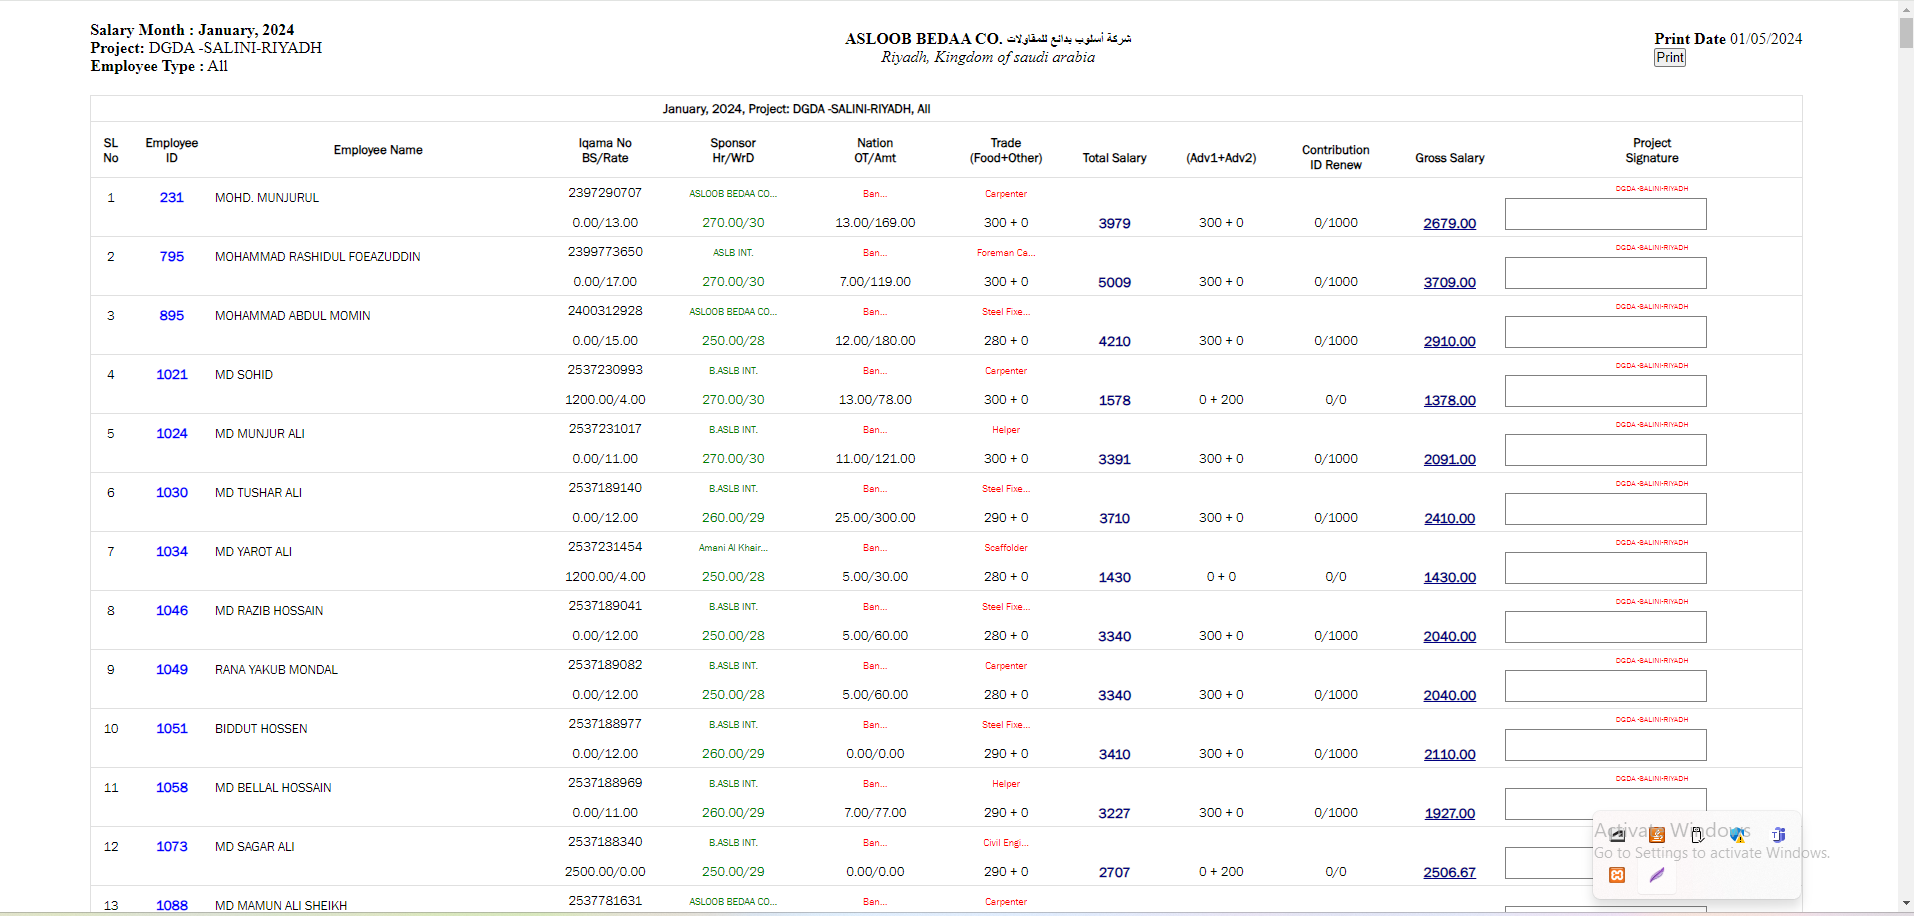 Salary Month : January, 2024
Project: DGDA -SALINI-RIYADH
Employee Type : All
ASLOOB BEDAA CO. شركة أسلوب بدائع للمقاولات
Riyadh, Kingdom of saudi arabia
Print Date 01/05/2024
Print
January, 2024, Project: DGDA -SALINI-RIYADH, All
SL No Employee ID Employee Name Iqama No BS/Rate Sponsor Hr/WrD Nation OT/Amt Trade (Food+Other) Total Salary (Adv1+Adv2) Contribution ID Renew Gross Salary Project Signature
1 231 MOHD. MUNJURUL 2397290707 ASLOOB BEDAA CO... Ban... Carpenter DGDA -SALINI-RIYADH
0.00/13.00 270.00/30 13.00/169.00 300 + 0 3979 300 + 0 0/1000 2679.00
2 795 MOHAMMAD RASHIDUL FOEAZUDDIN 2399773650 ASLB INT. Ban... Foreman Ca... DGDA -SALINI-RIYADH
0.00/17.00 270.00/30 7.00/119.00 300 + 0 5009 300 + 0 0/1000 3709.00
3 895 MOHAMMAD ABDUL MOMIN 2400312928 ASLOOB BEDAA CO... Ban... Steel Fixe... DGDA -SALINI-RIYADH
0.00/15.00 250.00/28 12.00/180.00 280 + 0 4210 300 + 0 0/1000 2910.00
4 1021 MD SOHID 2537230993 B.ASLB INT. Ban... Carpenter DGDA -SALINI-RIYADH
1200.00/4.00 270.00/30 13.00/78.00 300 + 0 1578 0 + 200 0/0 1378.00
5 1024 MD MUNJUR ALI 2537231017 B.ASLB INT. Ban... Helper DGDA -SALINI-RIYADH
0.00/11.00 270.00/30 11.00/121.00 300 + 0 3391 300 + 0 0/1000 2091.00
6 1030 MD TUSHAR ALI 2537189140 B.ASLB INT. Ban... Steel Fixe... DGDA -SALINI-RIYADH
0.00/12.00 260.00/29 25.00/300.00 290 + 0 3710 300 + 0 0/1000 2410.00
7 1034 MD YAROT ALI 2537231454 Amani Al Khair... Ban... Scaffolder DGDA -SALINI-RIYADH
1200.00/4.00 250.00/28 5.00/30.00 280 + 0 1430 0 + 0 0/0 1430.00
8 1046 MD RAZIB HOSSAIN 2537189041 B.ASLB INT. Ban... Steel Fixe... DGDA -SALINI-RIYADH
0.00/12.00 250.00/28 5.00/60.00 280 + 0 3340 300 + 0 0/1000 2040.00
9 1049 RANA YAKUB MONDAL 2537189082 B.ASLB INT. Ban... Carpenter DGDA -SALINI-RIYADH
0.00/12.00 250.00/28 5.00/60.00 280 + 0 3340 300 + 0 0/1000 2040.00
10 1051 BIDDUT HOSSEN 2537188977 B.ASLB INT. Ban... Steel Fixe... DGDA -SALINI-RIYADH
0.00/12.00 260.00/29 0.00/0.00 290 + 0 3410 300 + 0 0/1000 2110.00
11 1058 MD BELLAL HOSSAIN 2537188969 B.ASLB INT. Ban... Helper DGDA -SALINI-RIYADH
0.00/11.00 260.00/29 7.00/77.00 290 + 0 3227 300 + 0 0/1000 1927.00
12 1073 MD SAGAR ALI 2537188340 B.ASLB INT. Ban... Civil Engi...
2500.00/0.00 250.00/29 0.00/0.00 290 + 0 2707 0 + 200 0/0 2506.67
13 1088 MD MAMUN ALI SHEIKH 2537781631 ASLOOB BEDAA CO... Ban... Carpenter
Activate Windows
Go to Settings to activate Windows.